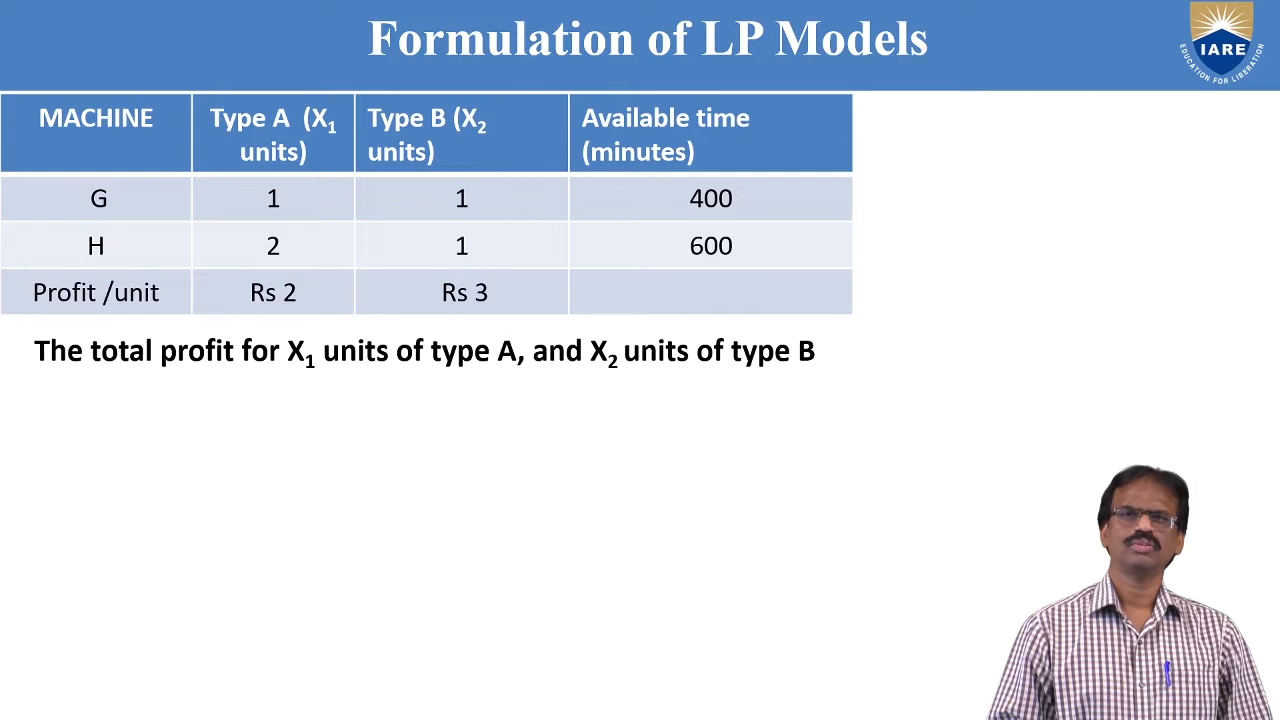 Formulation of LP Models
IARE
EDUCATION FOR LIBERATION
MACHINE
Type A (X₁
units)
Type B (X₂
units)
Available time
(minutes)
G 1 1 400
H 2 1 600
Profit /unit Rs 2 Rs 3
The total profit for X₁ units of type A, and X₂ units of type B